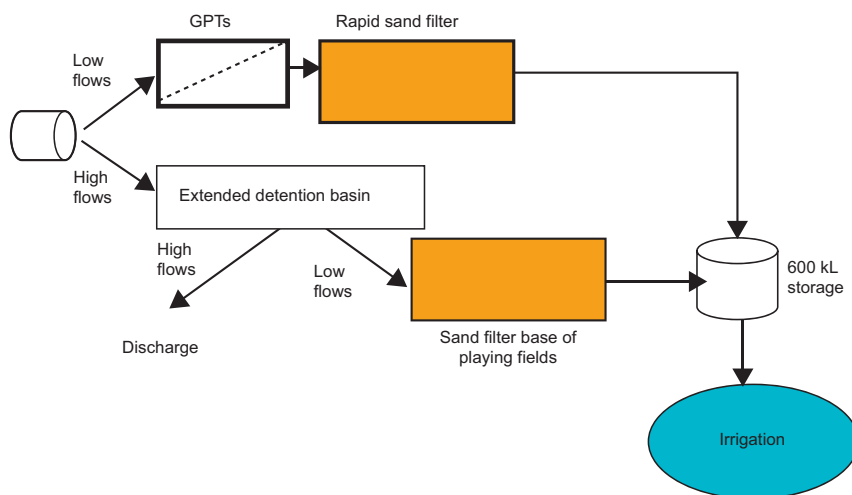 GPTs
Rapid sand filter
Low
flows
High
flows
Extended detention basin
High
flows
Low
flows
600 kL
storage
Discharge
Sand filter base of
playing fields
Irrigation